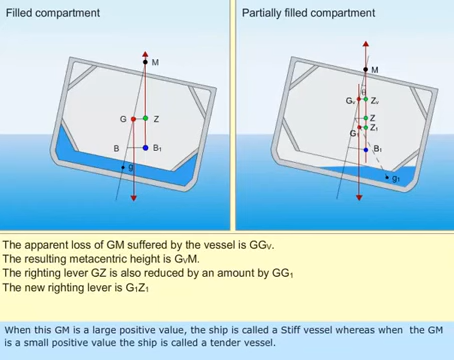 Filled compartment
Partially filled compartment
M
G
Z
B
B₁
g
M
θ
Gᵥ
Zᵥ
Z
G₁
Z₁
B₁
g₁
The apparent loss of GM suffered by the vessel is GGᵥ.
The resulting metacentric height is GᵥM.
The righting lever GZ is also reduced by an amount by GG₁
The new righting lever is G₁Z₁
When this GM is a large positive value, the ship is called a Stiff vessel whereas when the GM
is a small positive value the ship is called a tender vessel.